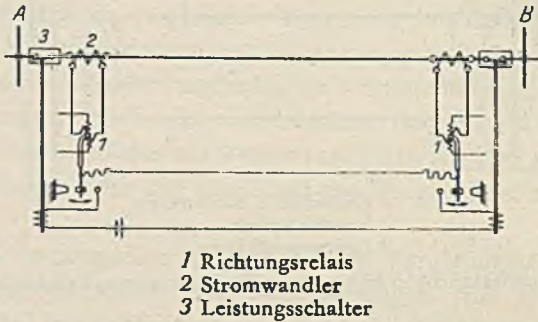 A
B
3
2
1
1
1 Richtungsrelais
2 Stromwandler
3 Leistungsschalter